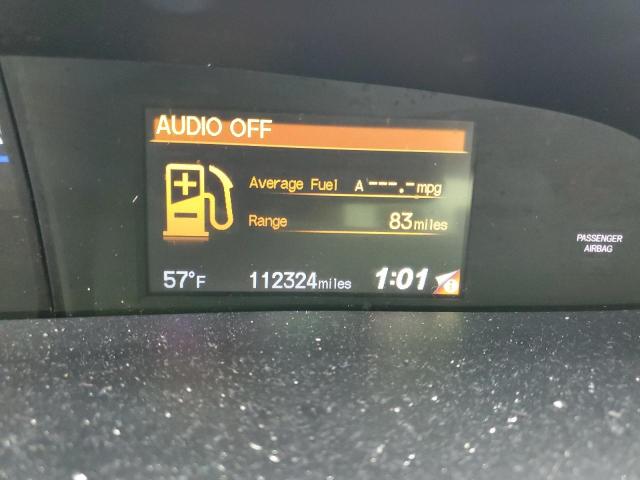 AUDIO OFF
Average Fuel A ---.- mpg
Range 83 miles
57°F 112324 miles 1:01
PASSENGER
AIRBAG